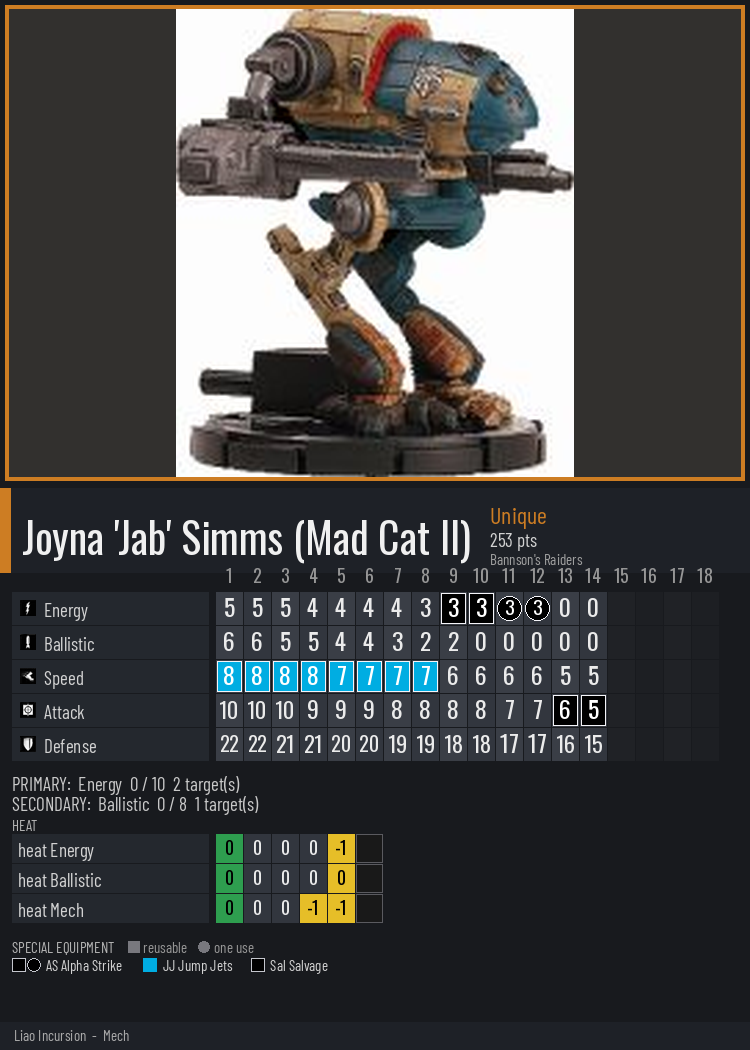 Joyna 'Jab' Simms (Mad Cat II)
Unique
253 pts
Bannson's Raiders
1 2 3 4 5 6 7 8 9 10 11 12 13 14 15 16 17 18
Energy 5 5 5 4 4 4 4 3 3 3 3 3 0 0
Ballistic 6 6 5 5 4 4 3 2 2 0 0 0 0 0
Speed 8 8 8 8 7 7 7 7 6 6 6 6 5 5
Attack 10 10 10 9 9 9 8 8 8 8 7 7 6 5
Defense 22 22 21 21 20 20 19 19 18 18 17 17 16 15
PRIMARY: Energy 0 / 10 2 target(s)
SECONDARY: Ballistic 0 / 8 1 target(s)
HEAT
heat Energy 0 0 0 0 -1
heat Ballistic 0 0 0 0 0
heat Mech 0 0 0 -1 -1
SPECIAL EQUIPMENT reusable one use
AS Alpha Strike JJ Jump Jets Sal Salvage
Liao Incursion - Mech